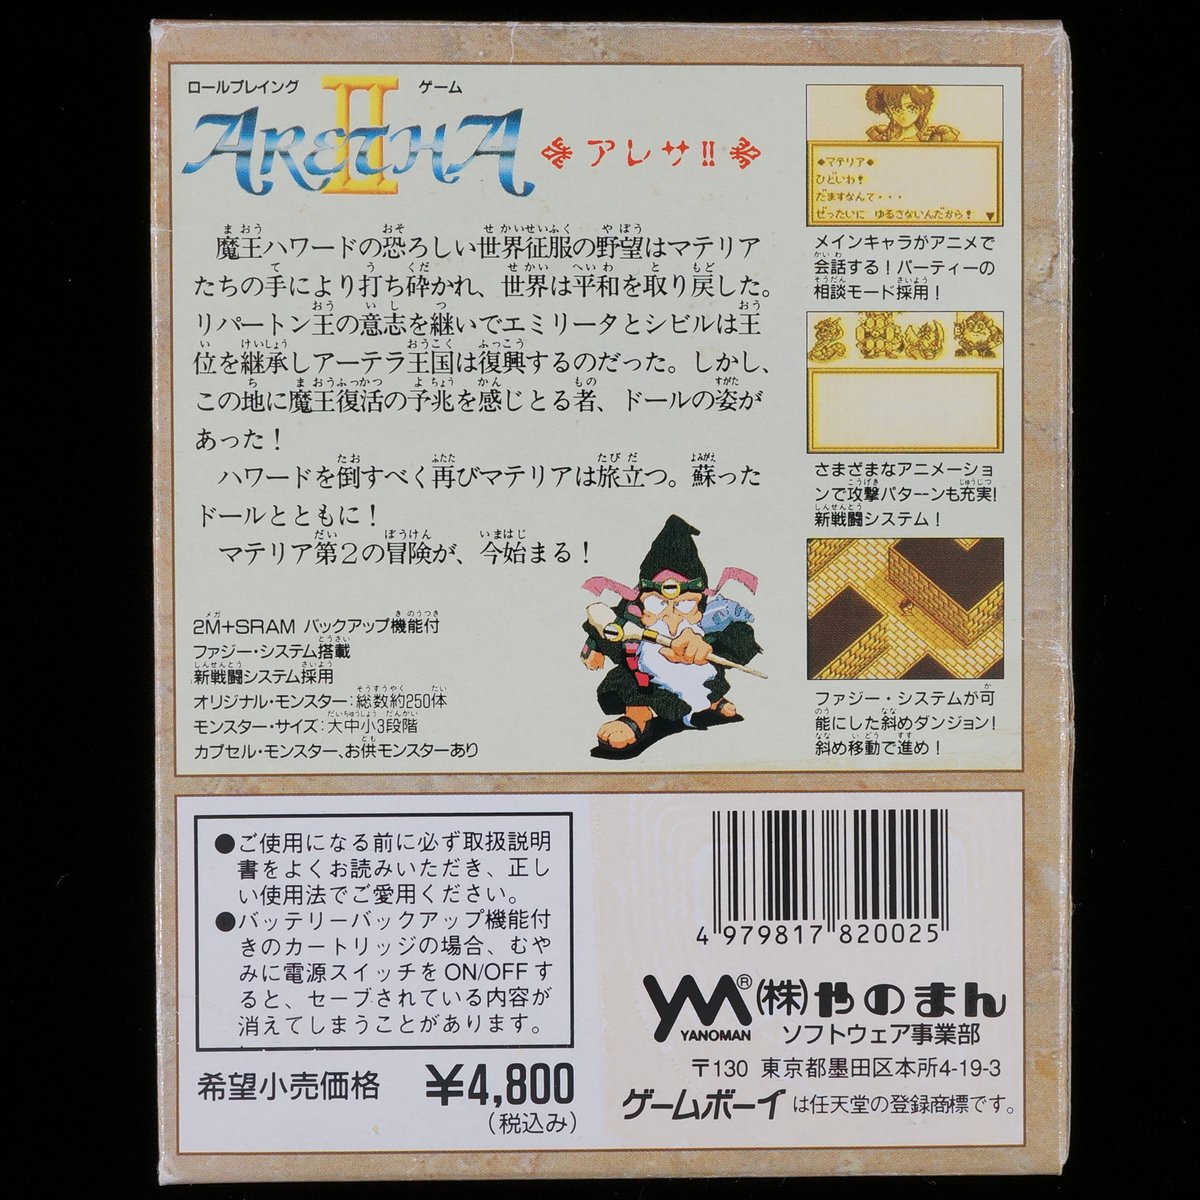 ロールプレイング ゲーム
ARETHA II
アレサII
魔王ハワードの恐ろしい世界征服の野望はマテリア
たちの手により打ち砕かれ、世界は平和を取り戻した。
リパートン王の意志を継いでエミリータとシビルは王
位を継承しアーテラ王国は復興するのだった。しかし、
この地に魔王復活の予兆を感じとる者、ドールの姿が
あった！
ハワードを倒すべく再びマテリアは旅立つ。蘇った
ドールとともに！
マテリア第2の冒険が、今始まる！
2M+SRAM バックアップ機能付
ファジー・システム搭載
新戦闘システム採用
オリジナル・モンスター：総数約250体
モンスター・サイズ：大中小3段階
カプセル・モンスター、お供モンスターあり
◆マテリア◆
ひどいわ！
だますなんて・・・
ぜったいに ゆるさないんだから！
メインキャラがアニメで
会話する！パーティーの
相談モード採用！
さまざまなアニメーショ
ンで攻撃パターンも充実！
新戦闘システム！
ファジー・システムが可
能にした斜めダンジョン！
斜め移動で進め！
●ご使用になる前に必ず取扱説明
書をよくお読みいただき、正し
い使用法でご愛用ください。
●バッテリーバックアップ機能付
きのカートリッジの場合、むや
みに電源スイッチをON/OFFす
ると、セーブされている内容が
消えてしまうことがあります。
希望小売価格 ¥4,800
(税込み)
4 979817 820025
YM® YANOMAN
(株)やのまん
ソフトウェア事業部
〒130 東京都墨田区本所4-19-3
ゲームボーイは任天堂の登録商標です。